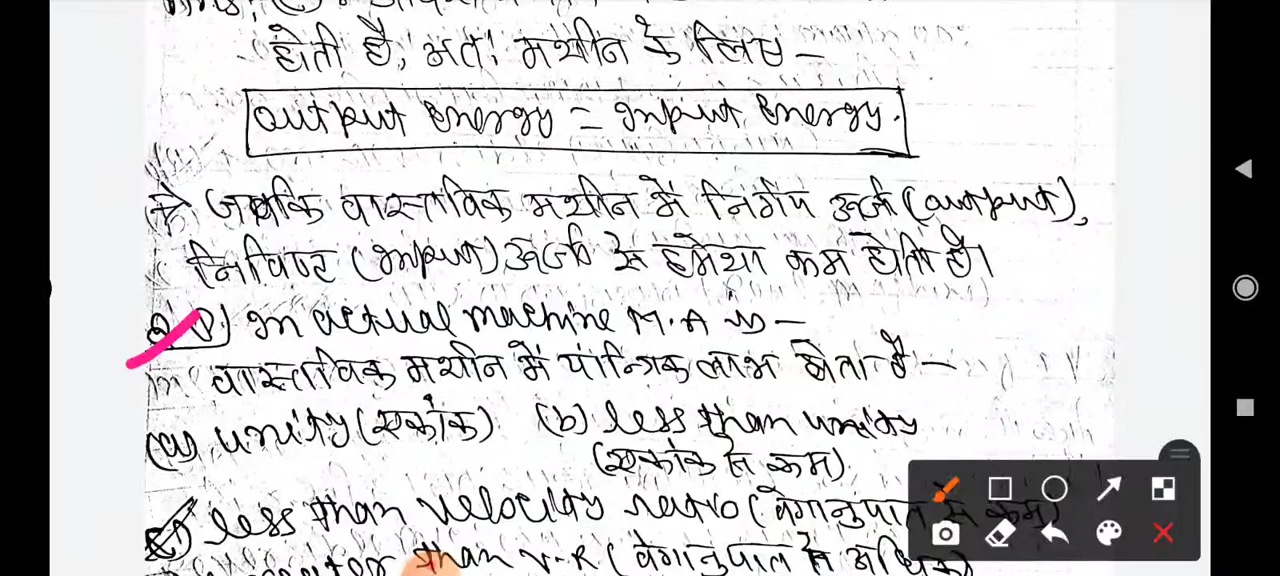 होती है, अतः मशीन के लिए –
Output Energy = Input Energy.
→ जबकि वास्तविक मशीन में निर्गत ऊर्जा (output),
निविष्ट (Input) ऊर्जा से हमेशा कम होती है।
In actual machine M.A is –
वास्तविक मशीन में यांत्रिक लाभ होता है –
(a) unity (एकांक) (b) less than unity
(एकांक से कम)
(c) less than velocity ratio (वेगानुपात से कम)
than V.R (वेगानुपात से अधिक)